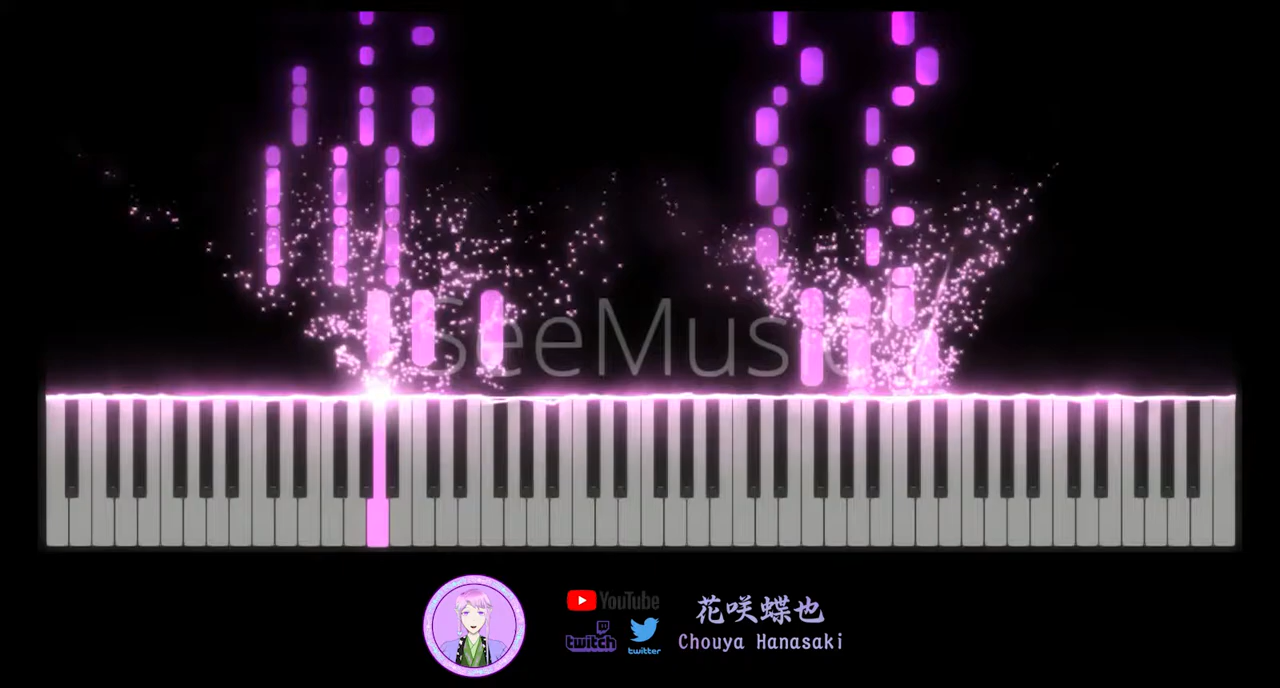 SeeMusic
YouTube
twitch
twitter
花咲蝶也
Chouya Hanasaki